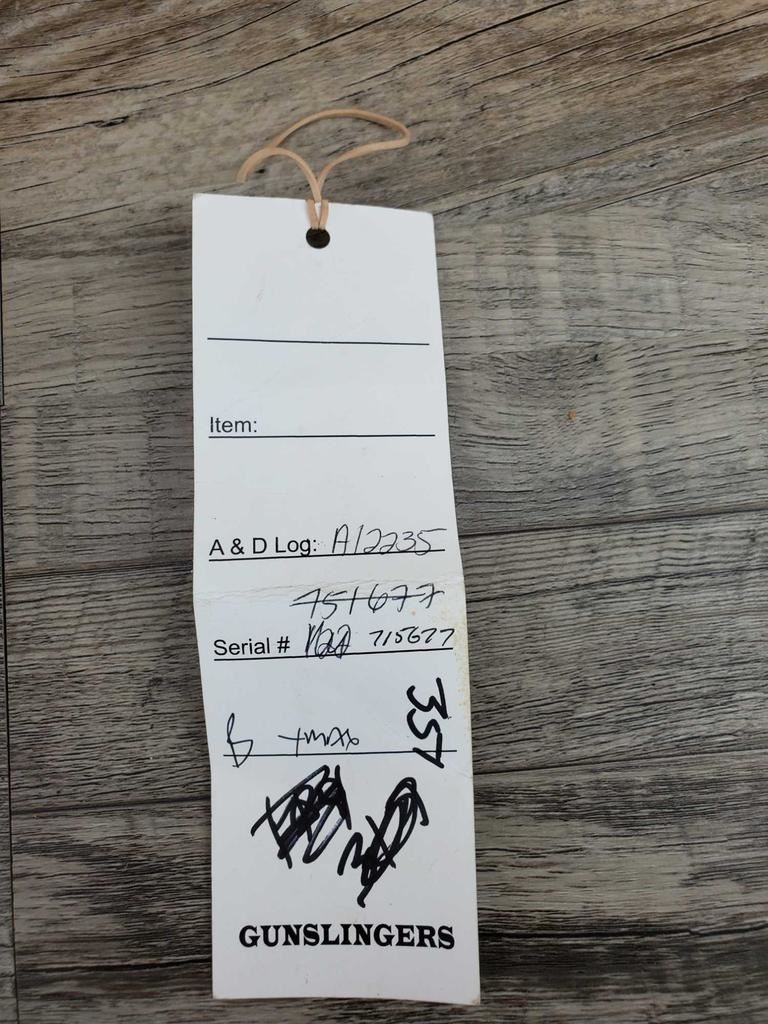 Item:
A & D Log: A12235
751677
Serial # 715677
357
GUNSLINGERS